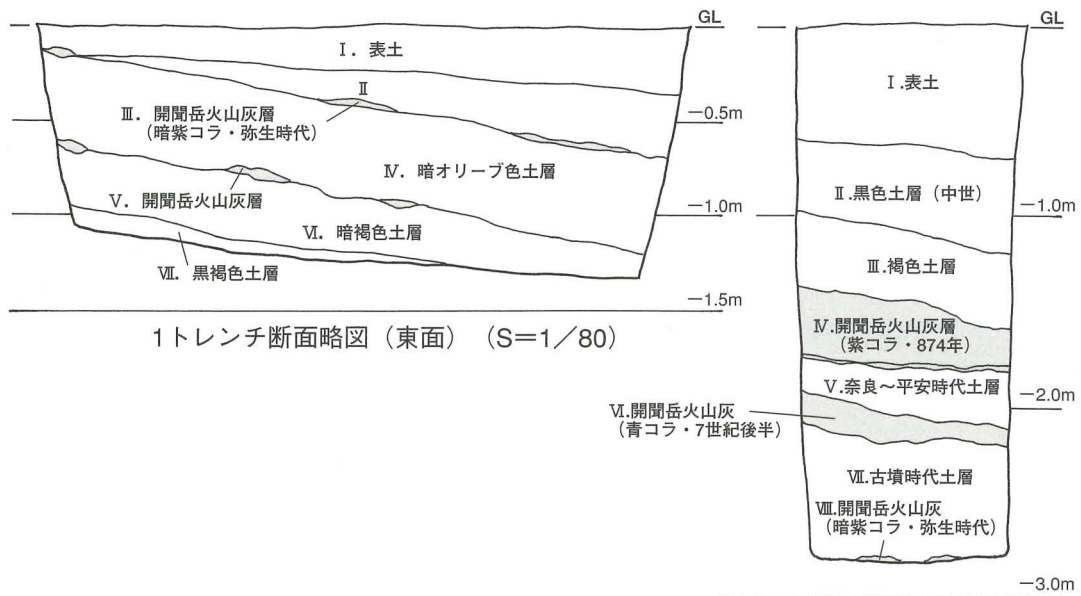 GL
Ⅰ．表土
Ⅱ
Ⅲ．開聞岳火山灰層
（暗紫コラ・弥生時代）
－0.5m
Ⅳ．暗オリーブ色土層
Ⅴ．開聞岳火山灰層
－1.0m
Ⅵ．暗褐色土層
Ⅶ．黒褐色土層
－1.5m
1トレンチ断面略図（東面）（S＝1／80）
GL
Ⅰ.表土
Ⅱ.黒色土層（中世）
－1.0m
Ⅲ.褐色土層
Ⅳ.開聞岳火山灰層
（紫コラ・874年）
Ⅴ.奈良～平安時代土層
－2.0m
Ⅵ.開聞岳火山灰
（青コラ・7世紀後半）
Ⅶ.古墳時代土層
Ⅷ.開聞岳火山灰
（暗紫コラ・弥生時代）
－3.0m